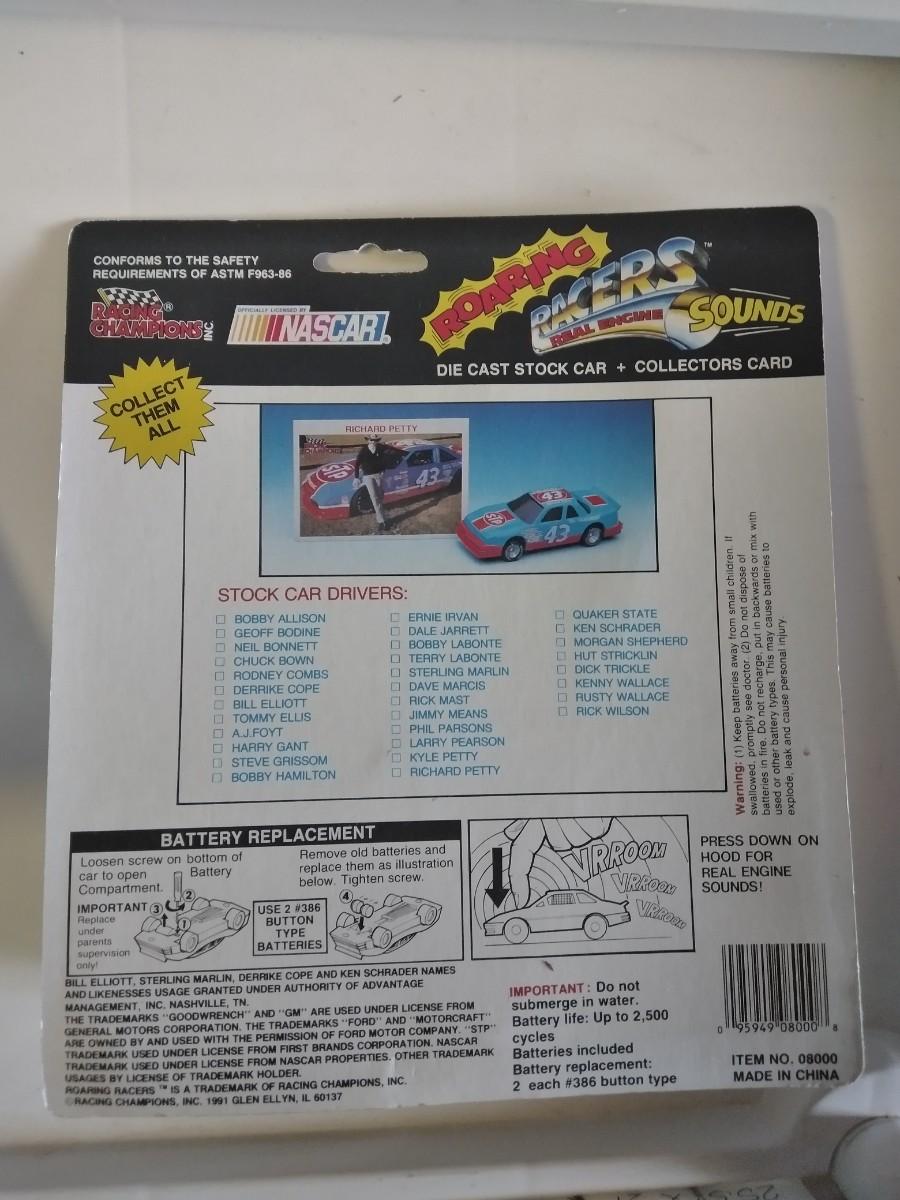 CONFORMS TO THE SAFETY
REQUIREMENTS OF ASTM F963-86
RACING
CHAMPIONS® INC.
OFFICIALLY LICENSED BY
NASCAR®
ROARING
RACERS™
REAL ENGINE
SOUNDS
DIE CAST STOCK CAR + COLLECTORS CARD
COLLECT
THEM
ALL
RICHARD PETTY
RACING
CHAMPIONS
STP
43
STP
43
43
STOCK CAR DRIVERS:
☐ BOBBY ALLISON
☐ GEOFF BODINE
☐ NEIL BONNETT
☐ CHUCK BOWN
☐ RODNEY COMBS
☐ DERRIKE COPE
☐ BILL ELLIOTT
☐ TOMMY ELLIS
☐ A.J.FOYT
☐ HARRY GANT
☐ STEVE GRISSOM
☐ BOBBY HAMILTON
☐ ERNIE IRVAN
☐ DALE JARRETT
☐ BOBBY LABONTE
☐ TERRY LABONTE
☐ STERLING MARLIN
☐ DAVE MARCIS
☐ RICK MAST
☐ JIMMY MEANS
☐ PHIL PARSONS
☐ LARRY PEARSON
☐ KYLE PETTY
☐ RICHARD PETTY
☐ QUAKER STATE
☐ KEN SCHRADER
☐ MORGAN SHEPHERD
☐ HUT STRICKLIN
☐ DICK TRICKLE
☐ KENNY WALLACE
☐ RUSTY WALLACE
☐ RICK WILSON
Warning: (1) Keep batteries away from small children. If
swallowed, promptly see doctor. (2) Do not dispose of
batteries in fire. Do not recharge, put in backwards or mix with
used or other battery types. This may cause batteries to
explode, leak and cause personal injury.
BATTERY REPLACEMENT
Loosen screw on bottom of
car to open Battery
Compartment.
IMPORTANT
Replace
under
parents
supervision
only!
3
2
1
USE 2 #386
BUTTON
TYPE
BATTERIES
Remove old batteries and
replace them as illustration
below. Tighten screw.
4
VRROOM
VRROOM
VRROOM
PRESS DOWN ON
HOOD FOR
REAL ENGINE
SOUNDS!
BILL ELLIOTT, STERLING MARLIN, DERRIKE COPE AND KEN SCHRADER NAMES
AND LIKENESSES USAGE GRANTED UNDER AUTHORITY OF ADVANTAGE
MANAGEMENT, INC. NASHVILLE, TN.
THE TRADEMARKS "GOODWRENCH" AND "GM" ARE USED UNDER LICENSE FROM
GENERAL MOTORS CORPORATION. THE TRADEMARKS "FORD" AND "MOTORCRAFT"
ARE OWNED BY AND USED WITH THE PERMISSION OF FORD MOTOR COMPANY. "STP"
TRADEMARK USED UNDER LICENSE FROM FIRST BRANDS CORPORATION. NASCAR
TRADEMARK USED UNDER LICENSE FROM NASCAR PROPERTIES. OTHER TRADEMARK
USAGES BY LICENSE OF TRADEMARK HOLDER.
ROARING RACERS ™ IS A TRADEMARK OF RACING CHAMPIONS, INC.
©RACING CHAMPIONS, INC. 1991 GLEN ELLYN, IL 60137
IMPORTANT: Do not
submerge in water.
Battery life: Up to 2,500
cycles
Batteries included
Battery replacement:
2 each #386 button type
0 95949 08000 8
ITEM NO. 08000
MADE IN CHINA